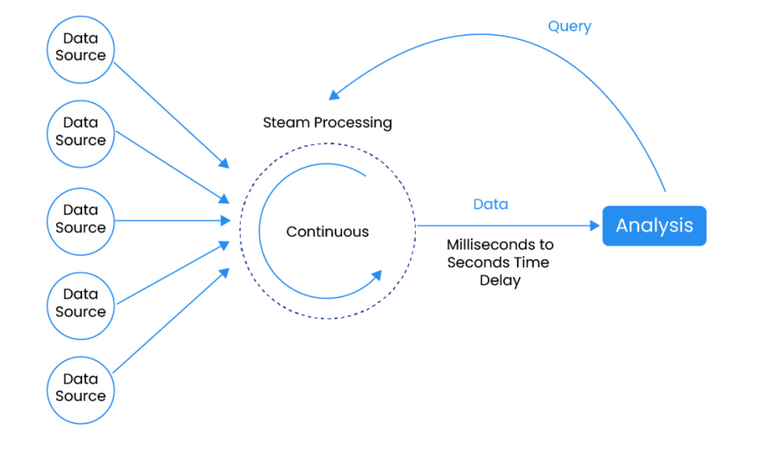 Data
Source
Data
Source
Data
Source
Data
Source
Data
Source
Query
Steam Processing
Continuous
Data
Milliseconds to
Seconds Time
Delay
Analysis